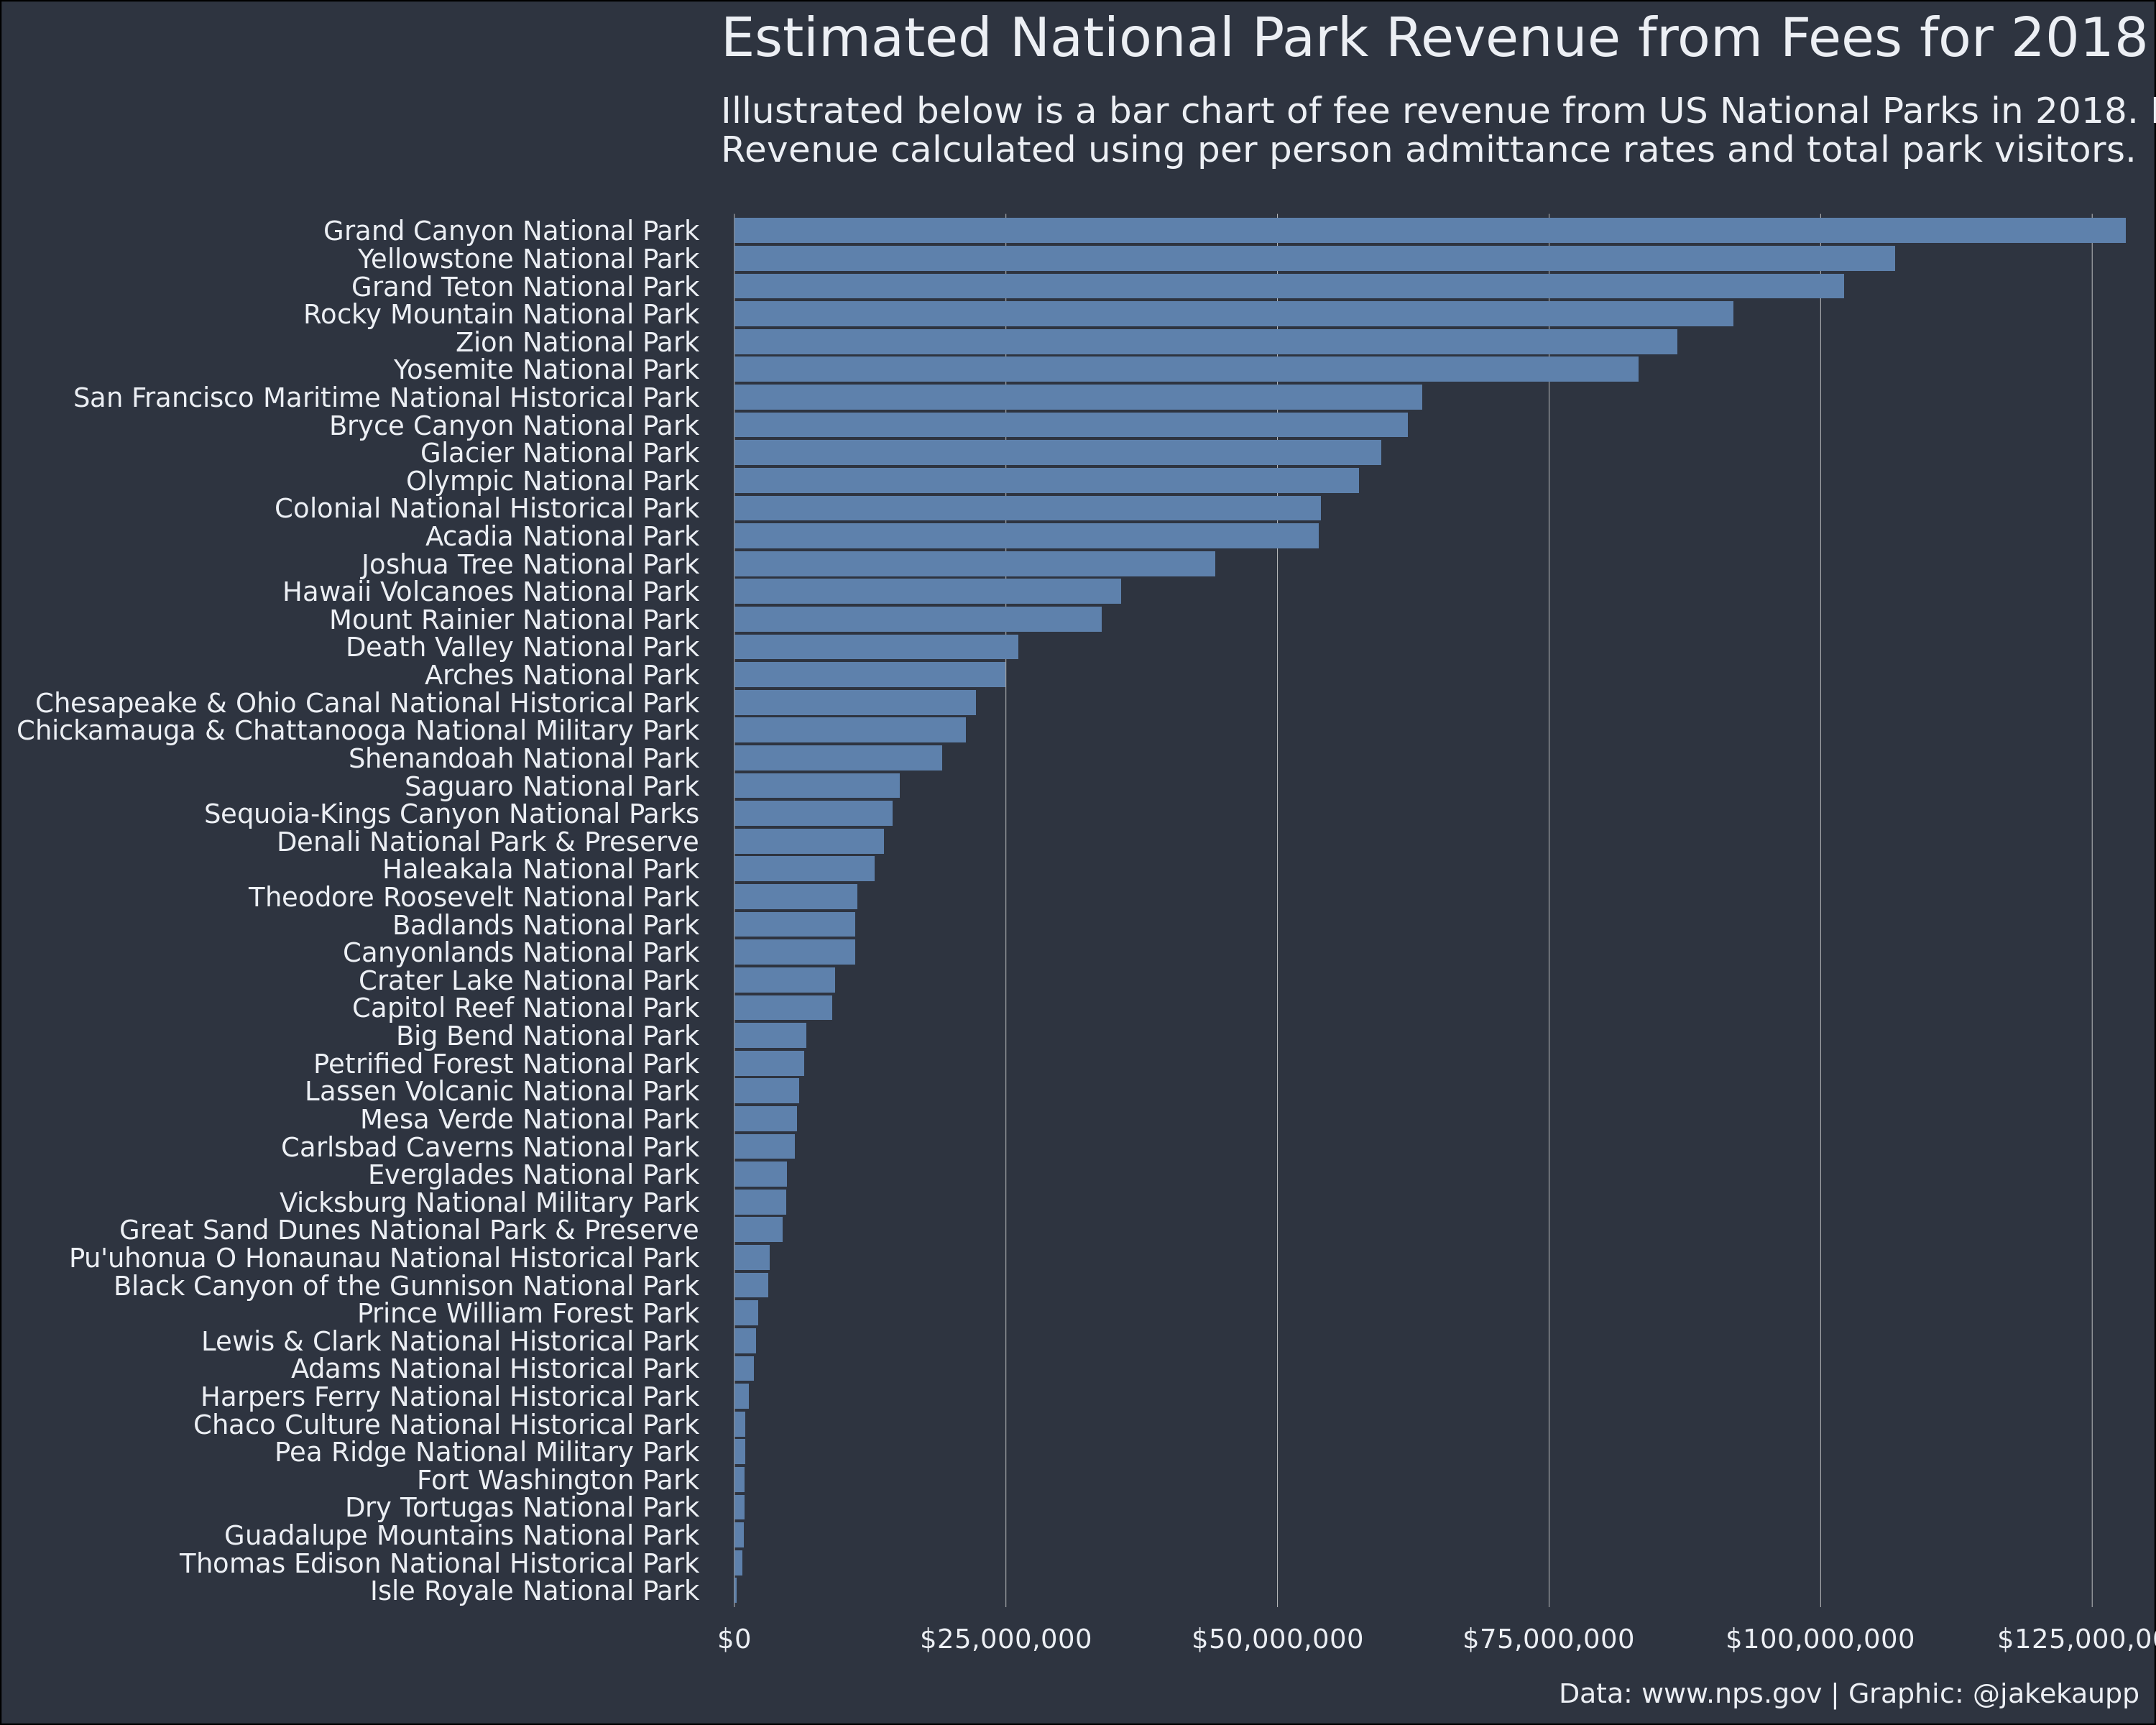 Estimated National Park Revenue from Fees for 2018
Illustrated below is a bar chart of fee revenue from US National Parks in 2018.
Revenue calculated using per person admittance rates and total park visitors.
Grand Canyon National Park
Yellowstone National Park
Grand Teton National Park
Rocky Mountain National Park
Zion National Park
Yosemite National Park
San Francisco Maritime National Historical Park
Bryce Canyon National Park
Glacier National Park
Olympic National Park
Colonial National Historical Park
Acadia National Park
Joshua Tree National Park
Hawaii Volcanoes National Park
Mount Rainier National Park
Death Valley National Park
Arches National Park
Chesapeake & Ohio Canal National Historical Park
Chickamauga & Chattanooga National Military Park
Shenandoah National Park
Saguaro National Park
Sequoia-Kings Canyon National Parks
Denali National Park & Preserve
Haleakala National Park
Theodore Roosevelt National Park
Badlands National Park
Canyonlands National Park
Crater Lake National Park
Capitol Reef National Park
Big Bend National Park
Petrified Forest National Park
Lassen Volcanic National Park
Mesa Verde National Park
Carlsbad Caverns National Park
Everglades National Park
Vicksburg National Military Park
Great Sand Dunes National Park & Preserve
Pu'uhonua O Honaunau National Historical Park
Black Canyon of the Gunnison National Park
Prince William Forest Park
Lewis & Clark National Historical Park
Adams National Historical Park
Harpers Ferry National Historical Park
Chaco Culture National Historical Park
Pea Ridge National Military Park
Fort Washington Park
Dry Tortugas National Park
Guadalupe Mountains National Park
Thomas Edison National Historical Park
Isle Royale National Park
$0 $25,000,000 $50,000,000 $75,000,000 $100,000,000
Data: www.nps.gov | Graphic: @jakekaupp